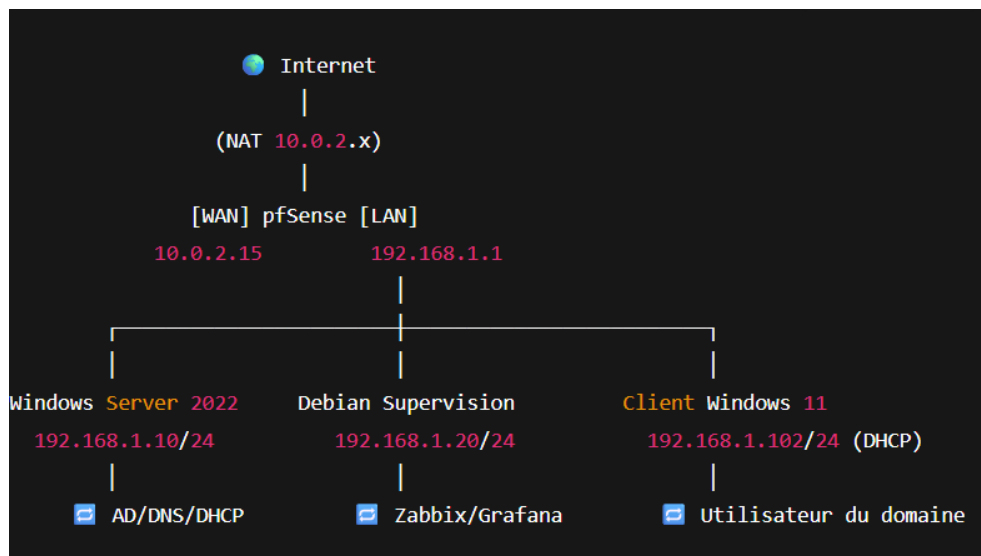 🌍 Internet
(NAT 10.0.2.x)
[WAN] pfSense [LAN]
10.0.2.15 192.168.1.1
Windows Server 2022 Debian Supervision Client Windows 11
192.168.1.10/24 192.168.1.20/24 192.168.1.102/24 (DHCP)
🔁 AD/DNS/DHCP 🔁 Zabbix/Grafana 🔁 Utilisateur du domaine